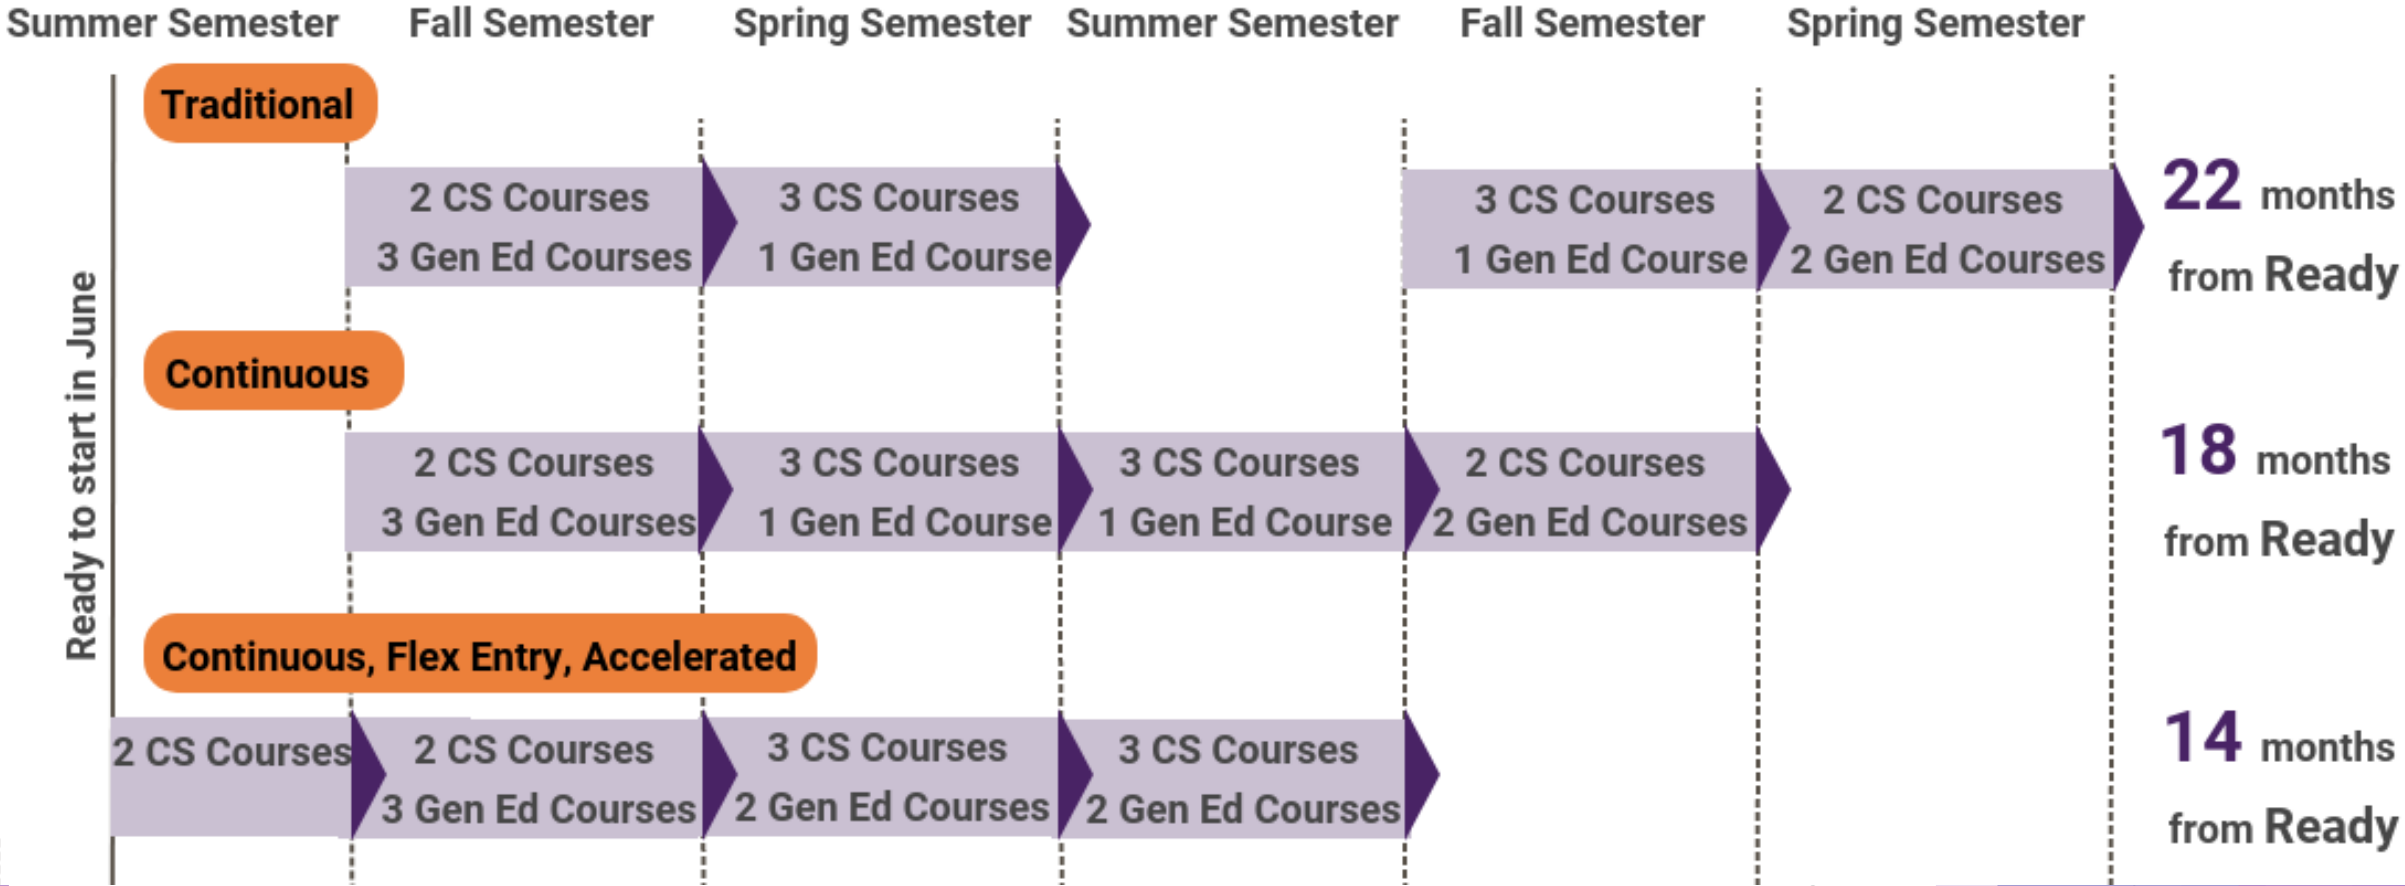 Summer Semester
Fall Semester
Spring Semester
Summer Semester
Fall Semester
Spring Semester
Ready to start in June
Traditional
2 CS Courses
3 Gen Ed Courses
3 CS Courses
1 Gen Ed Course
3 CS Courses
1 Gen Ed Course
2 CS Courses
2 Gen Ed Courses
22 months
from Ready
Continuous
2 CS Courses
3 Gen Ed Courses
3 CS Courses
1 Gen Ed Course
3 CS Courses
1 Gen Ed Course
2 CS Courses
2 Gen Ed Courses
18 months
from Ready
Continuous, Flex Entry, Accelerated
2 CS Courses
2 CS Courses
3 Gen Ed Courses
3 CS Courses
2 Gen Ed Courses
3 CS Courses
2 Gen Ed Courses
14 months
from Ready